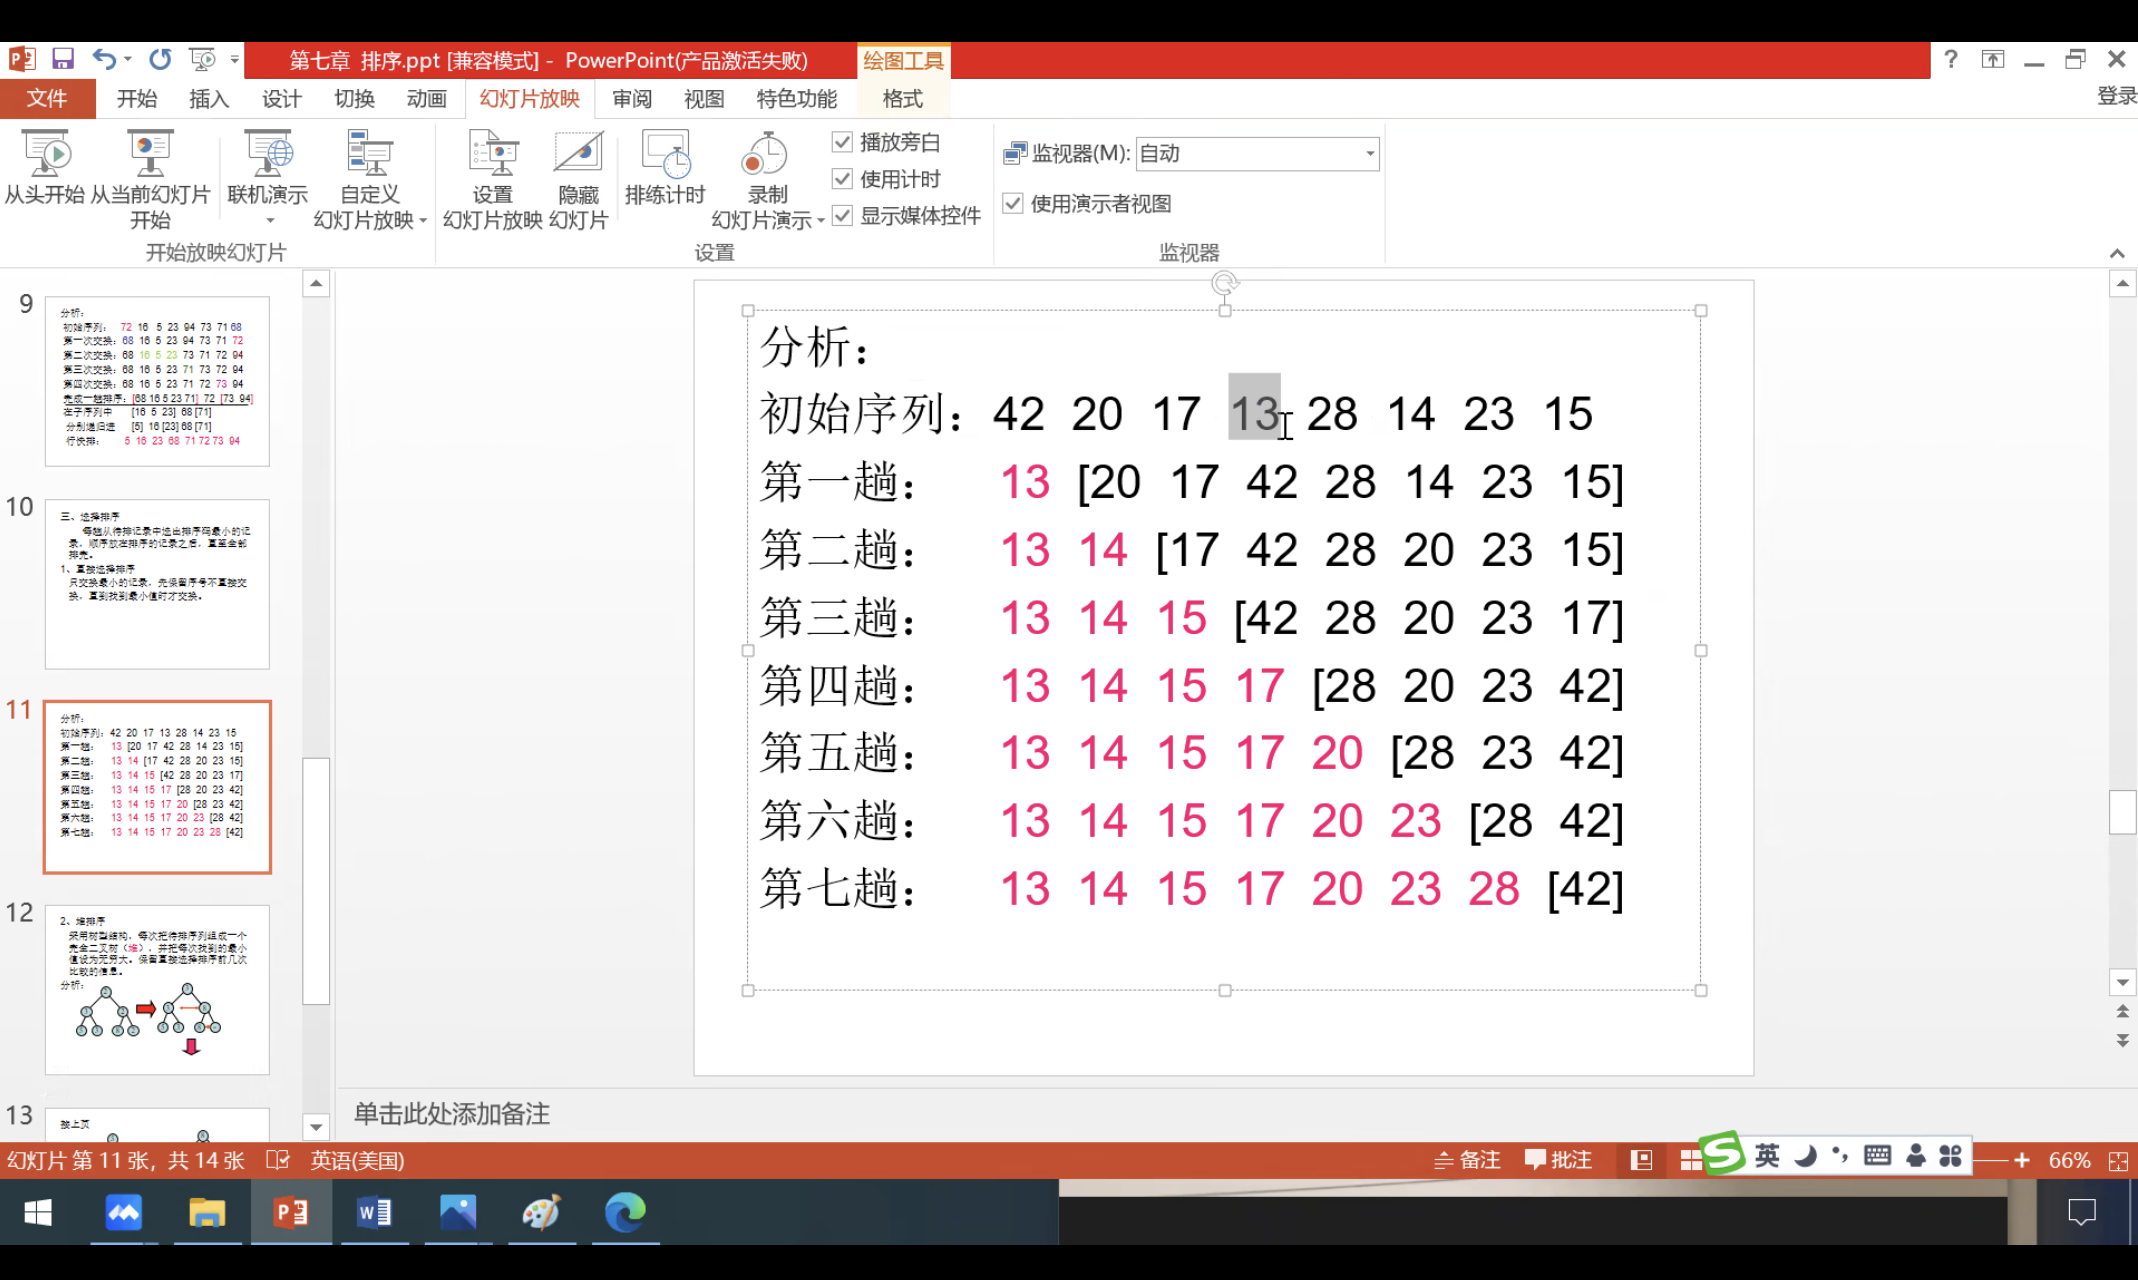 第七章 排序.ppt [兼容模式] - PowerPoint(产品激活失败)
绘图工具
?
文件 开始 插入 设计 切换 动画 幻灯片放映 审阅 视图 特色功能 格式
登录
从头开始
从当前幻灯片
开始
联机演示
自定义
幻灯片放映
设置
幻灯片放映
隐藏
幻灯片
排练计时
录制
幻灯片演示
播放旁白
使用计时
显示媒体控件
监视器(M): 自动
使用演示者视图
开始放映幻灯片
设置
监视器
9
分析:
初始序列: 72 16 5 23 94 73 71 68
第一次交换: 68 16 5 23 94 73 71 72
第二次交换: 68 16 5 23 73 71 72 94
第三次交换: 68 16 5 23 71 73 72 94
第四次交换: 68 16 5 23 71 72 73 94
完成一趟排序: [68 16 5 23 71] 72 [73 94]
在子序列中 [16 5 23] 68 [71]
分别递归进 [5] 16 [23] 68 [71]
行快排: 5 16 23 68 71 72 73 94
10
三、选择排序
每趟从待排记录中选出排序码最小的记
录，顺序放在排序的记录之后，直至全部
排完。
1、直接选择排序
只交换最小的记录，先保留序号不直接交
换，直到找到最小值时才交换。
11
分析:
初始序列: 42 20 17 13 28 14 23 15
第一趟: 13 [20 17 42 28 14 23 15]
第二趟: 13 14 [17 42 28 20 23 15]
第三趟: 13 14 15 [42 28 20 23 17]
第四趟: 13 14 15 17 [28 20 23 42]
第五趟: 13 14 15 17 20 [28 23 42]
第六趟: 13 14 15 17 20 23 [28 42]
第七趟: 13 14 15 17 20 23 28 [42]
12
2、堆排序
采用树型结构，每次把待排序列组成一个
完全二叉树（堆），并把每次找到的最小
值设为无穷大。保留直接选择排序前几次
比较的信息。
分析:
13
接上页
分析：
初始序列：42 20 17 13 28 14 23 15
第一趟： 13 [20 17 42 28 14 23 15]
第二趟： 13 14 [17 42 28 20 23 15]
第三趟： 13 14 15 [42 28 20 23 17]
第四趟： 13 14 15 17 [28 20 23 42]
第五趟： 13 14 15 17 20 [28 23 42]
第六趟： 13 14 15 17 20 23 [28 42]
第七趟： 13 14 15 17 20 23 28 [42]
单击此处添加备注
幻灯片 第 11 张，共 14 张 英语(美国)
备注 批注
英
66%